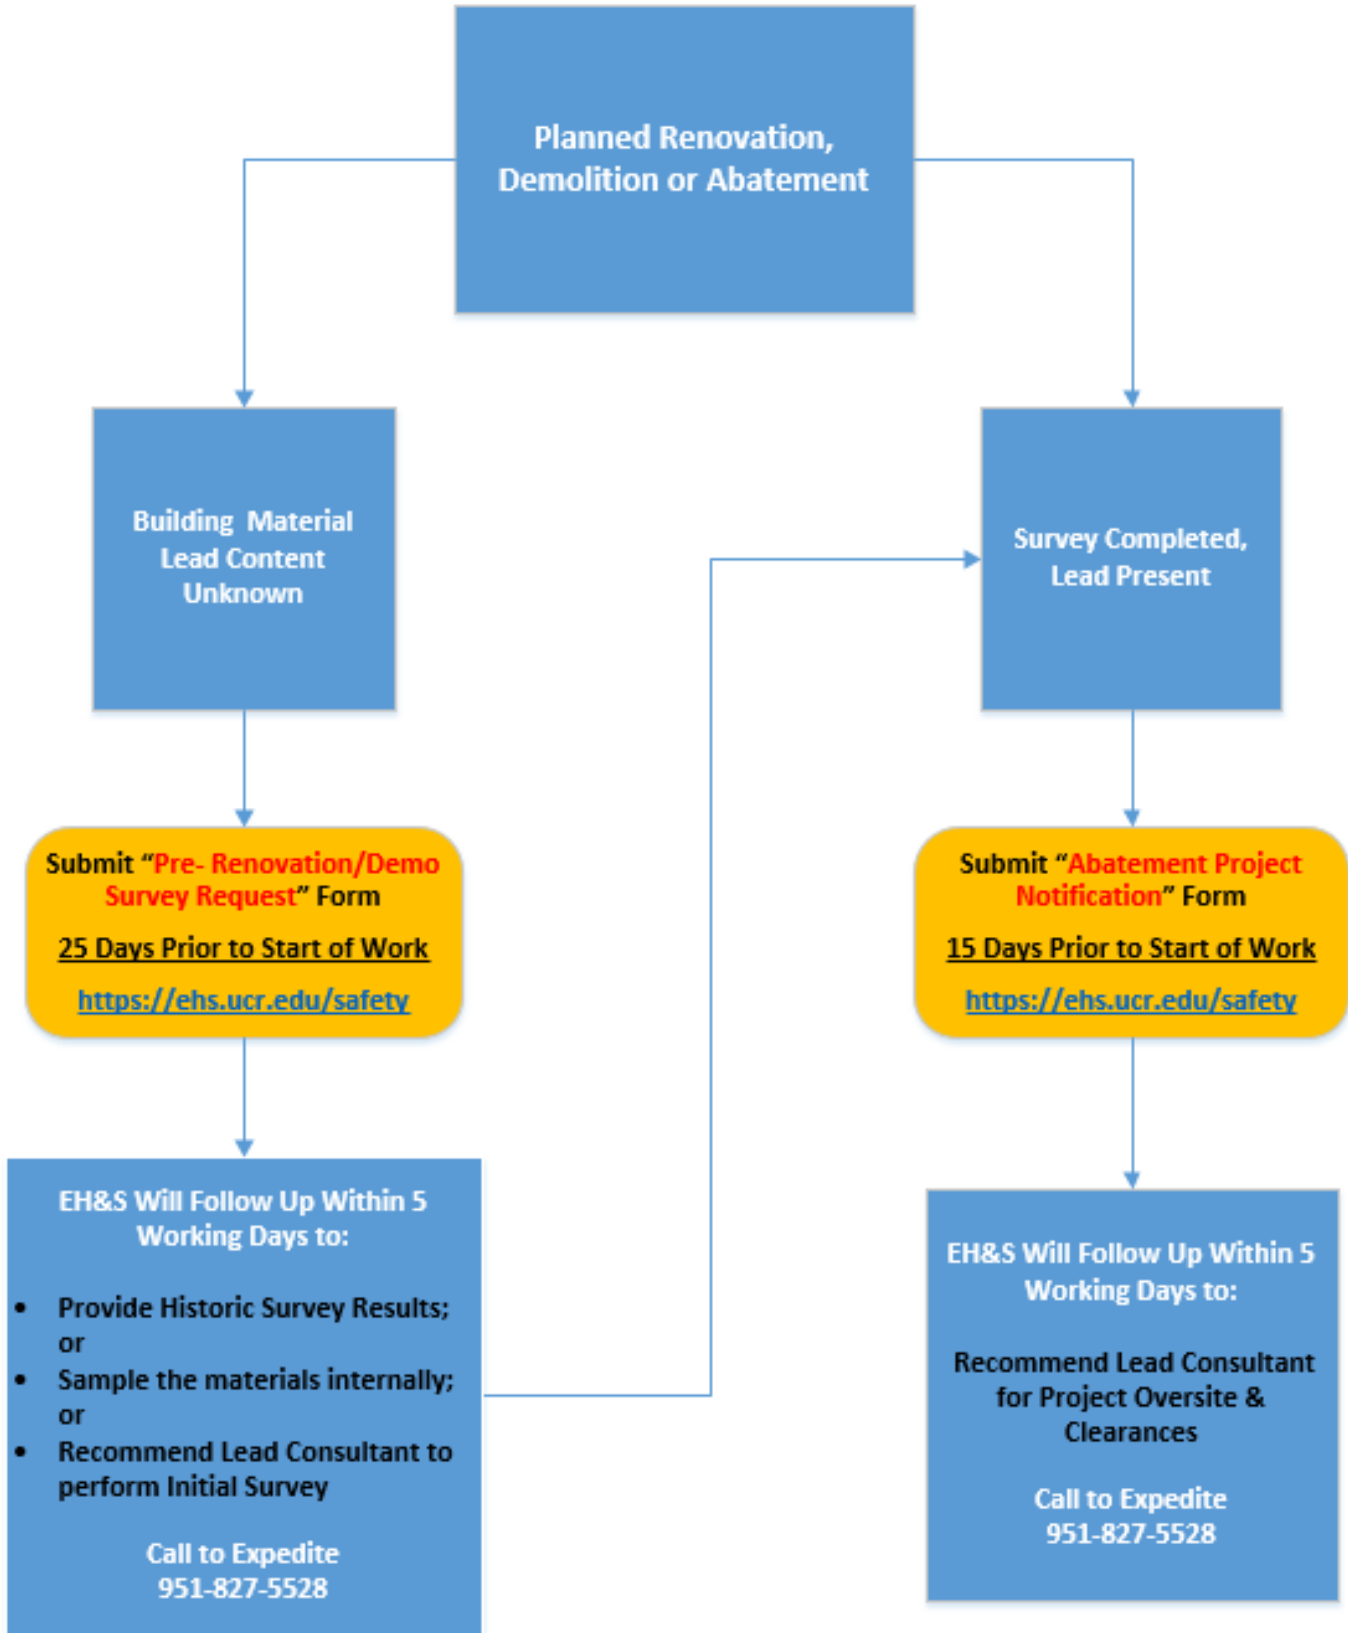 Planned Renovation,
Demolition or Abatement
Building  Material
Lead Content
Unknown
Submit “Pre- Renovation/Demo
Survey Request” Form
25 Days Prior to Start of Work
https://ehs.ucr.edu/safety
EH&S Will Follow Up Within 5
Working Days to:
• Provide Historic Survey Results;
or
• Sample the materials internally;
or
• Recommend Lead Consultant to
perform Initial Survey
Call to Expedite
951-827-5528
Survey Completed,
Lead Present
Submit “Abatement Project
Notification” Form
15 Days Prior to Start of Work
https://ehs.ucr.edu/safety
EH&S Will Follow Up Within 5
Working Days to:
Recommend Lead Consultant
for Project Oversite &
Clearances
Call to Expedite
951-827-5528